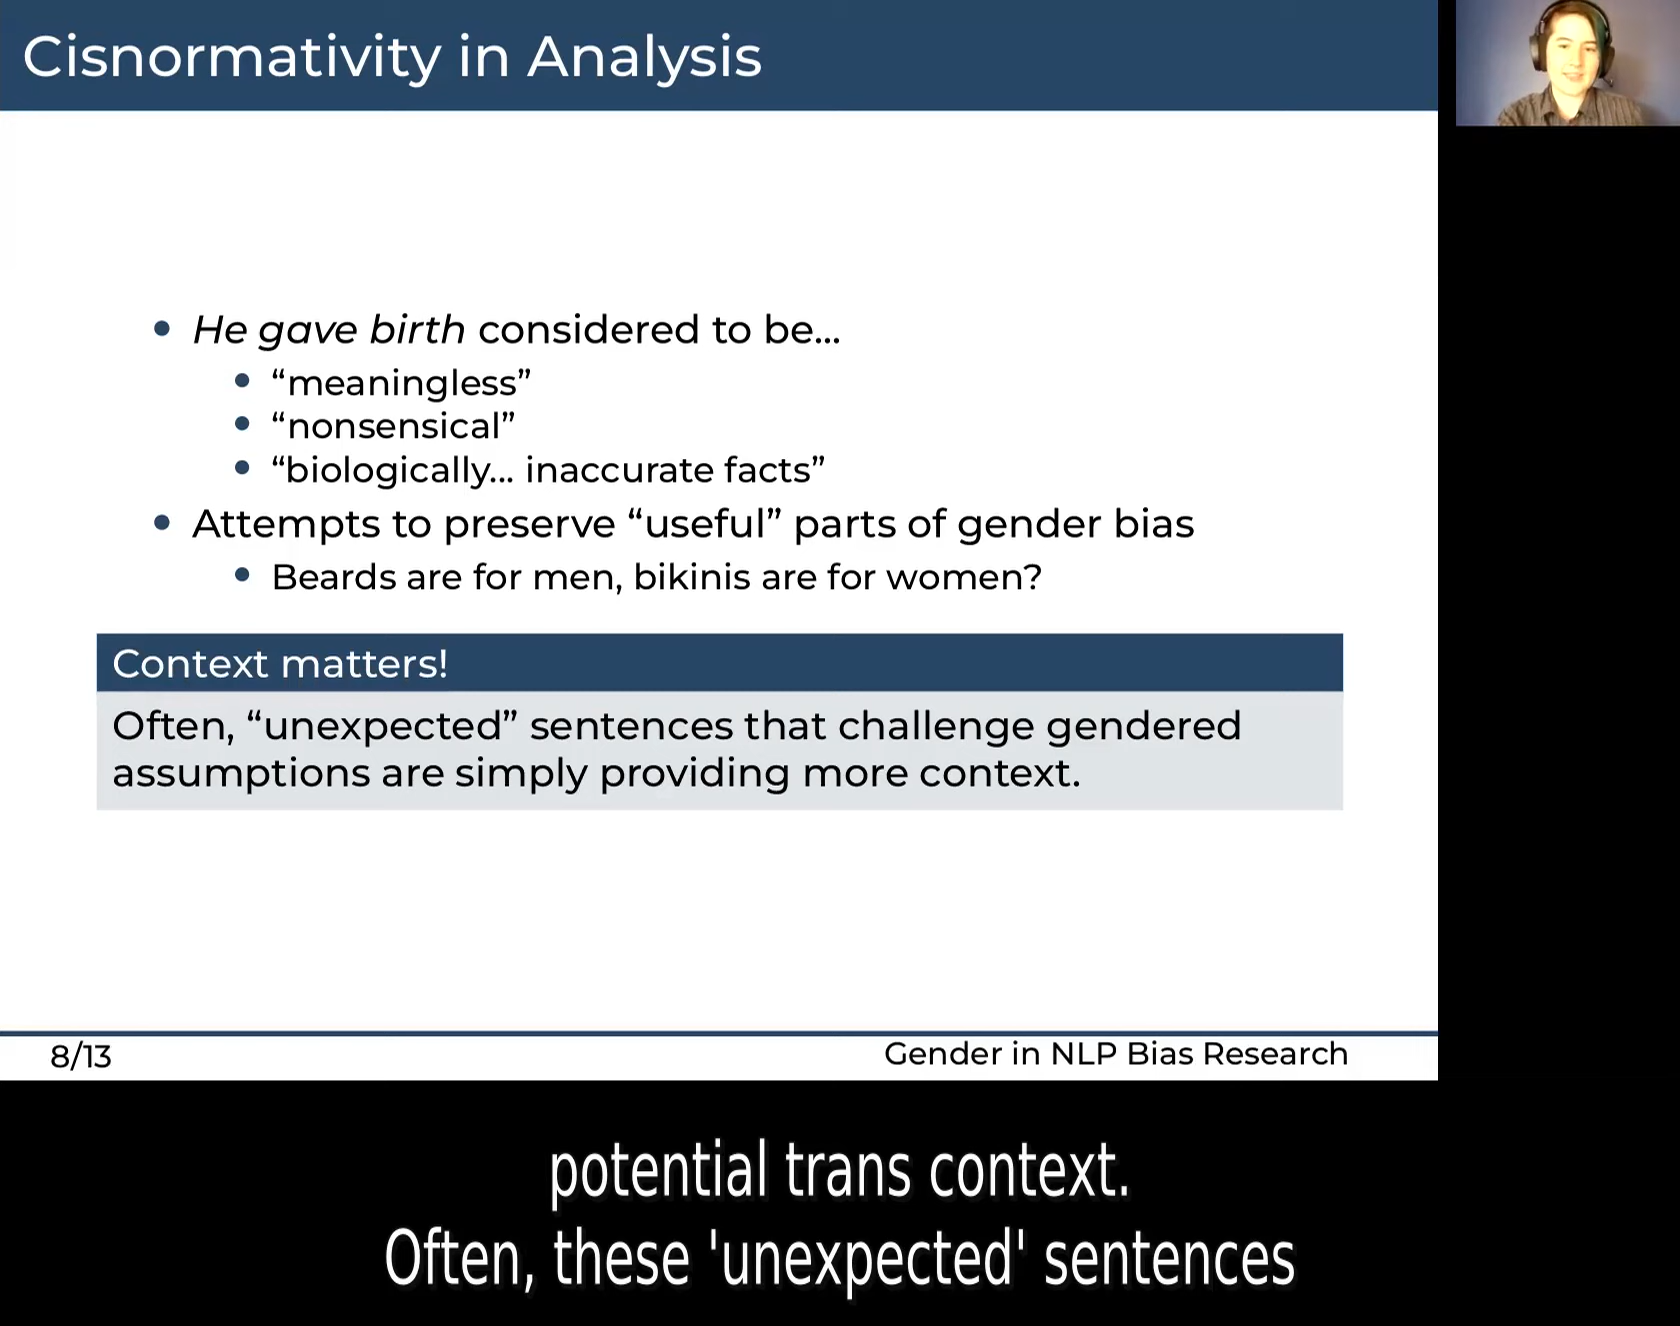 Cisnormativity in Analysis
• He gave birth considered to be...
• “meaningless”
• “nonsensical”
• “biologically... inaccurate facts”
• Attempts to preserve “useful” parts of gender bias
• Beards are for men, bikinis are for women?
Context matters!
Often, “unexpected” sentences that challenge gendered
assumptions are simply providing more context.
8/13
Gender in NLP Bias Research
potential trans context.
Often, these 'unexpected' sentences